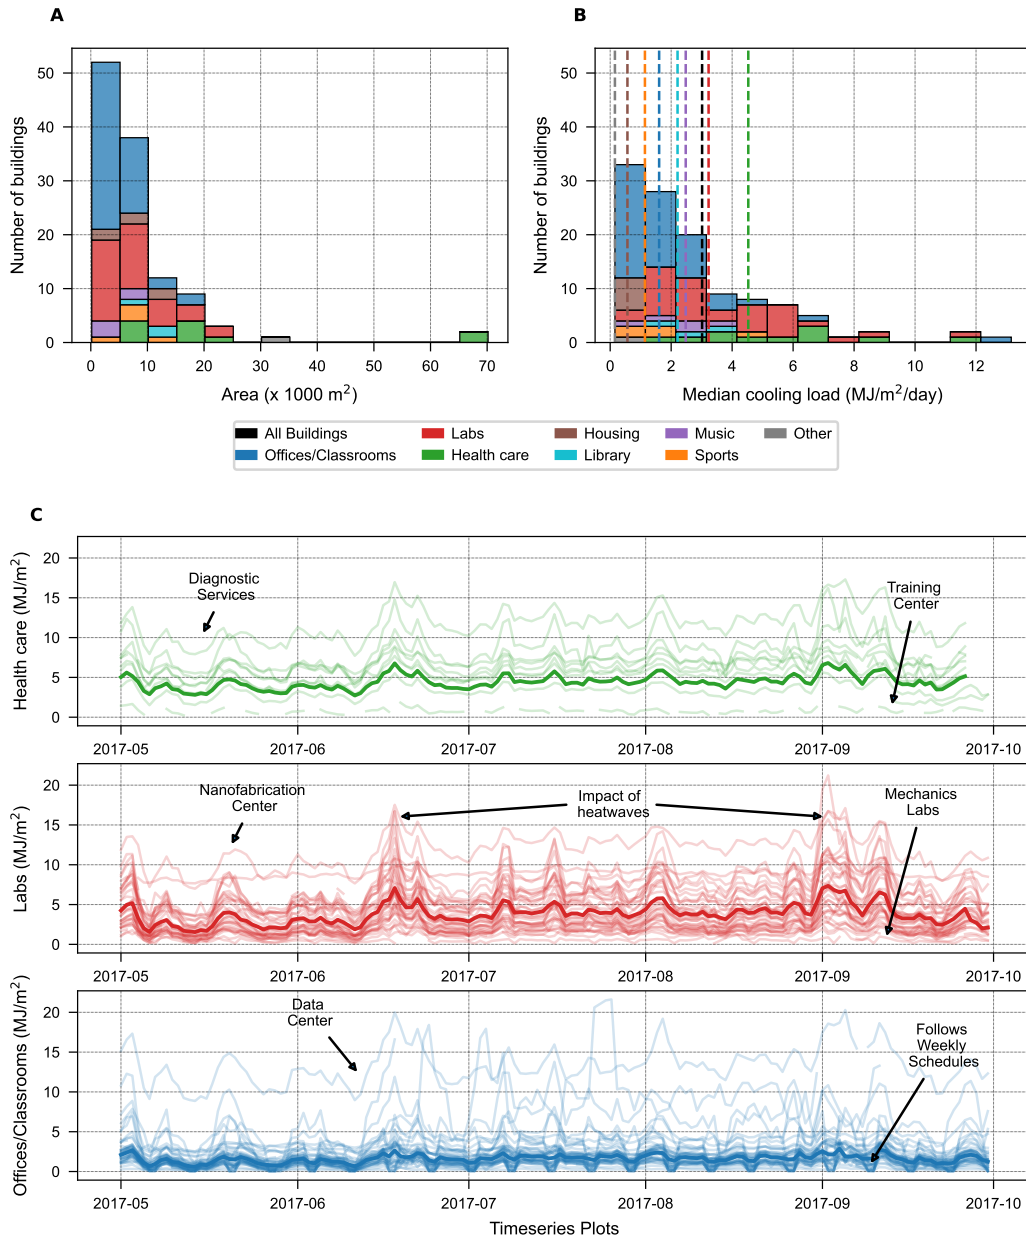 A
B
Number of buildings
50
40
30
20
10
0
0
10
20
30
40
50
60
70
Area (x 1000 m²)
Number of buildings
50
40
30
20
10
0
0
2
4
6
8
10
12
Median cooling load (MJ/m²/day)
All Buildings
Labs
Housing
Music
Other
Offices/Classrooms
Health care
Library
Sports
C
Health care (MJ/m²)
20
15
10
5
0
Diagnostic
Services
Training
Center
2017-05
2017-06
2017-07
2017-08
2017-09
2017-10
Labs (MJ/m²)
20
15
10
5
0
Nanofabrication
Center
Impact of
heatwaves
Mechanics
Labs
2017-05
2017-06
2017-07
2017-08
2017-09
2017-10
Offices/Classrooms (MJ/m²)
20
15
10
5
0
Data
Center
Follows
Weekly
Schedules
2017-05
2017-06
2017-07
2017-08
2017-09
2017-10
Timeseries Plots